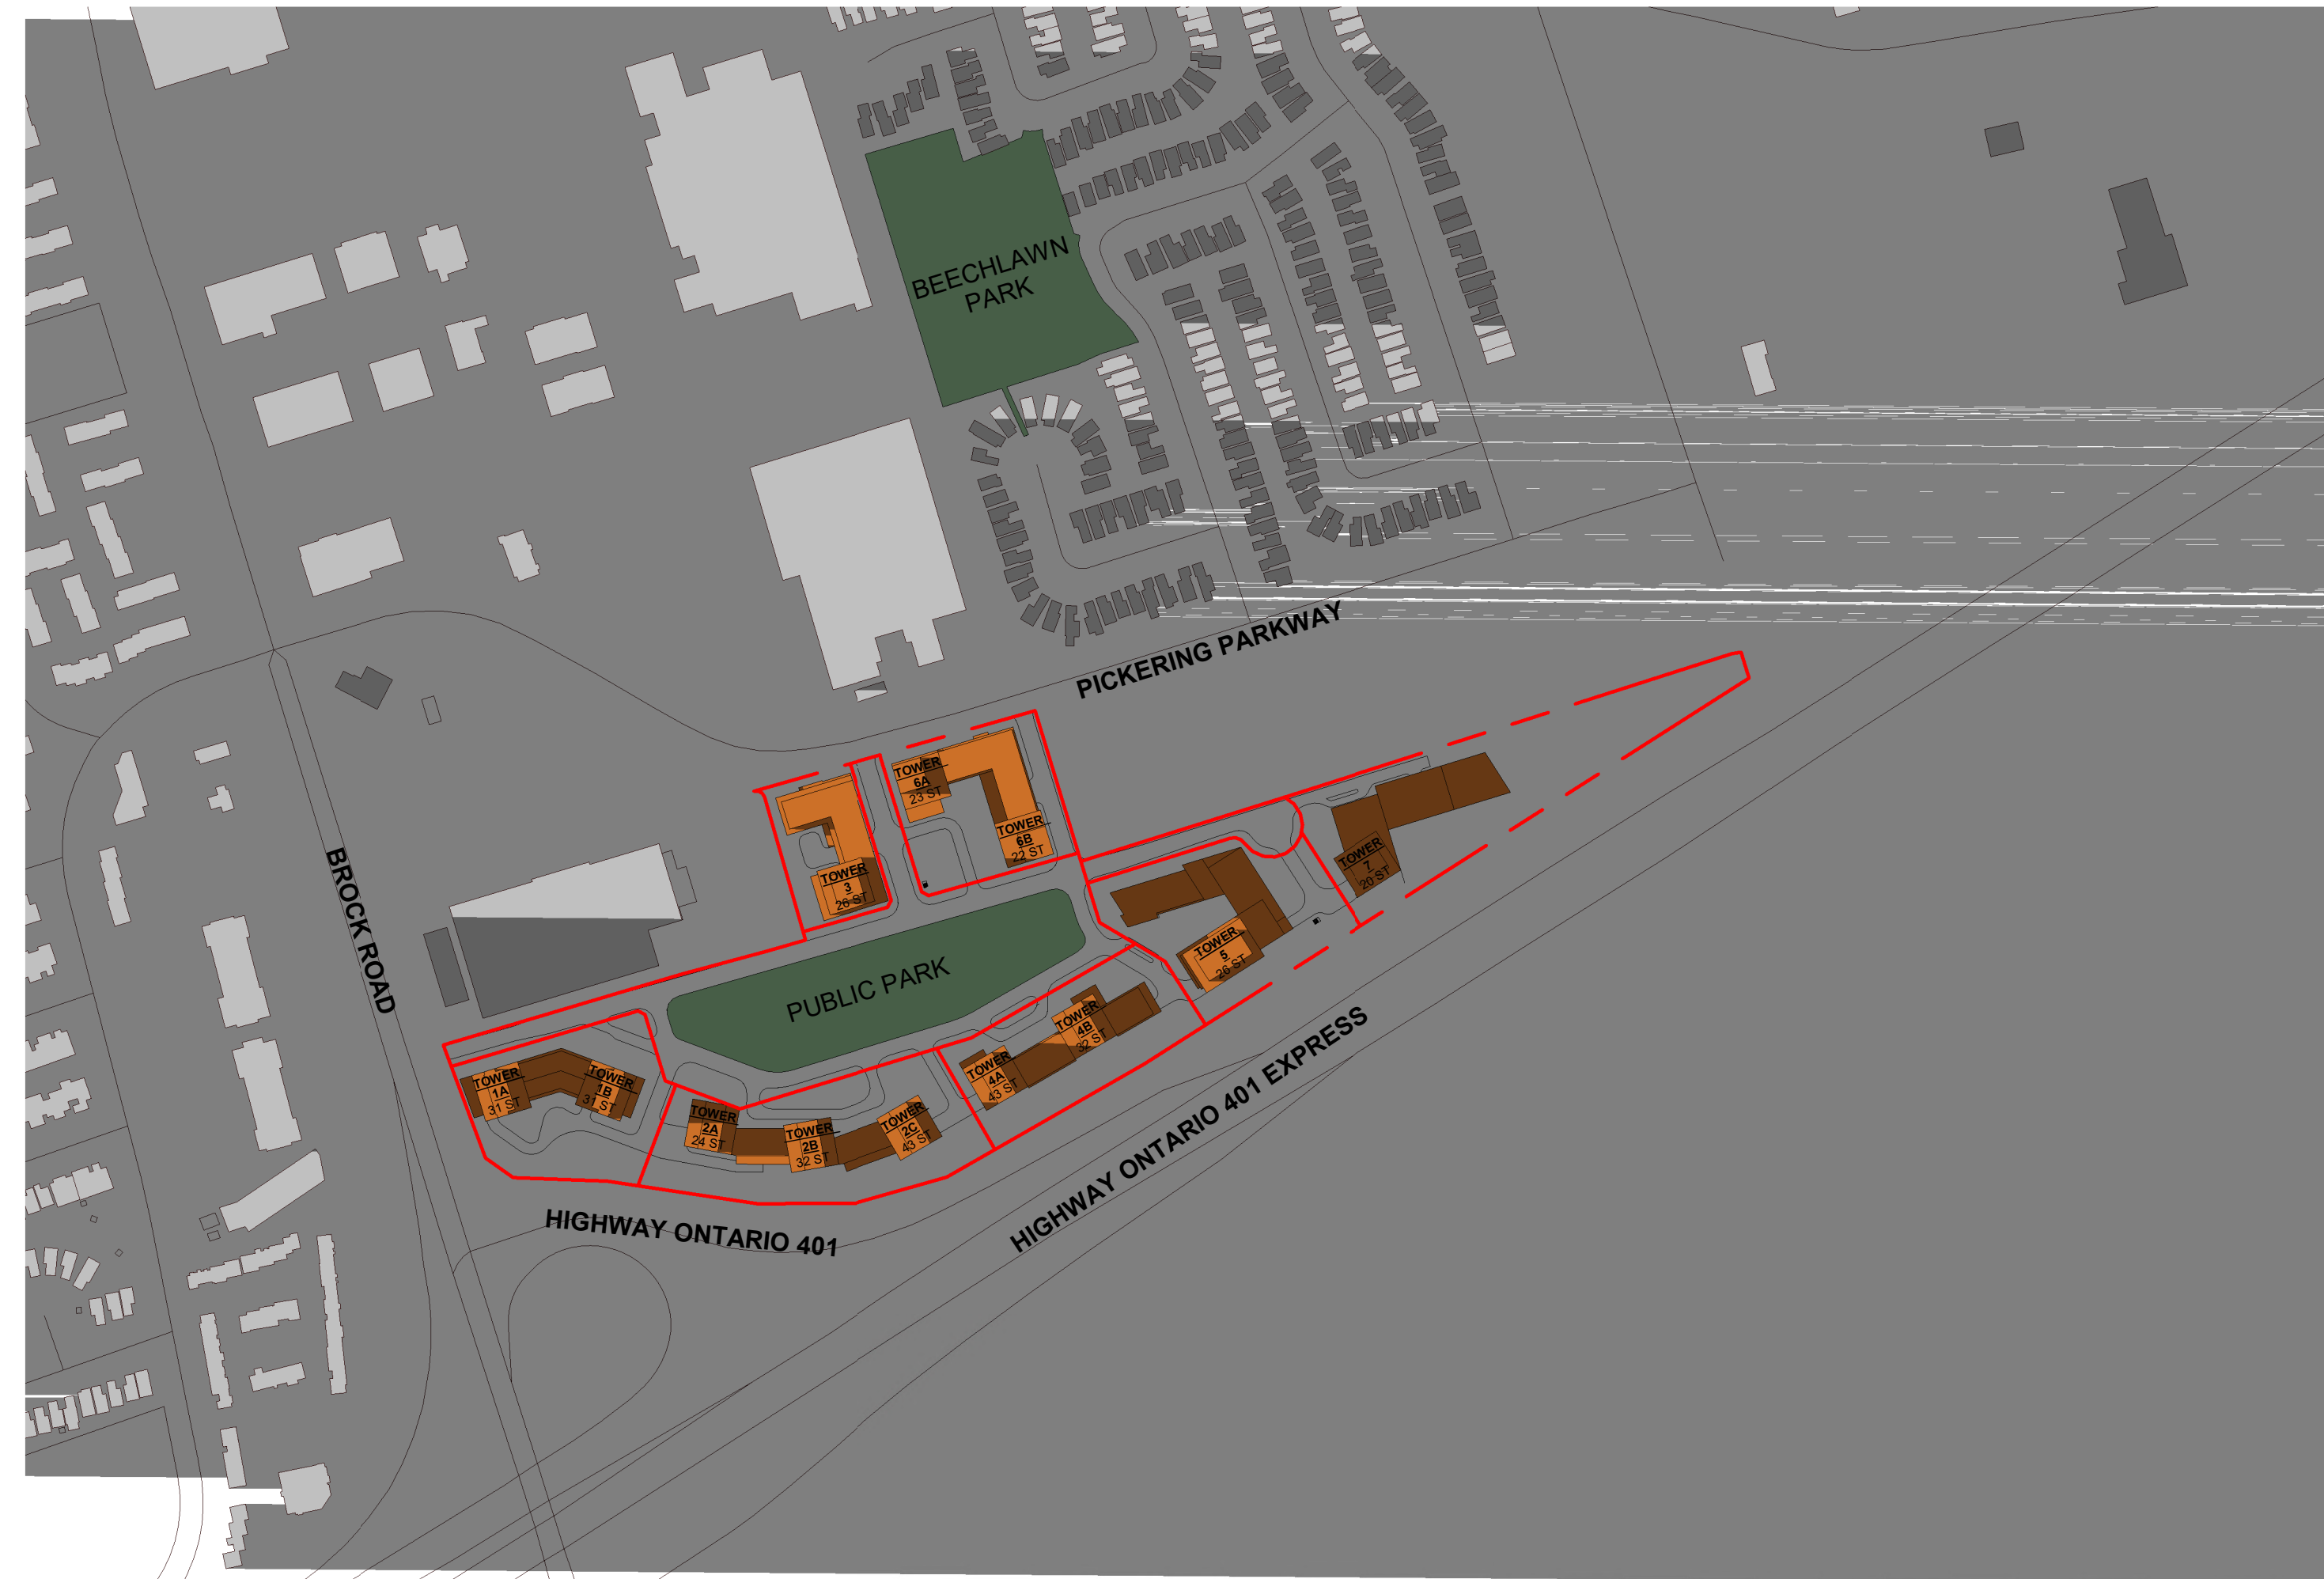 BEECHLAWN
PARK
PICKERING PARKWAY
TOWER
6A
23 ST
TOWER
6B
22 ST
TOWER
3
26 ST
TOWER
7
20 ST
BROCK ROAD
TOWER
5
26 ST
PUBLIC PARK
TOWER
4B
32 ST
TOWER
4A
43 ST
TOWER
1A
31 ST
TOWER
1B
31 ST
TOWER
2A
24 ST
TOWER
2B
32 ST
TOWER
2C
43 ST
HIGHWAY ONTARIO 401 EXPRESS
HIGHWAY ONTARIO 401